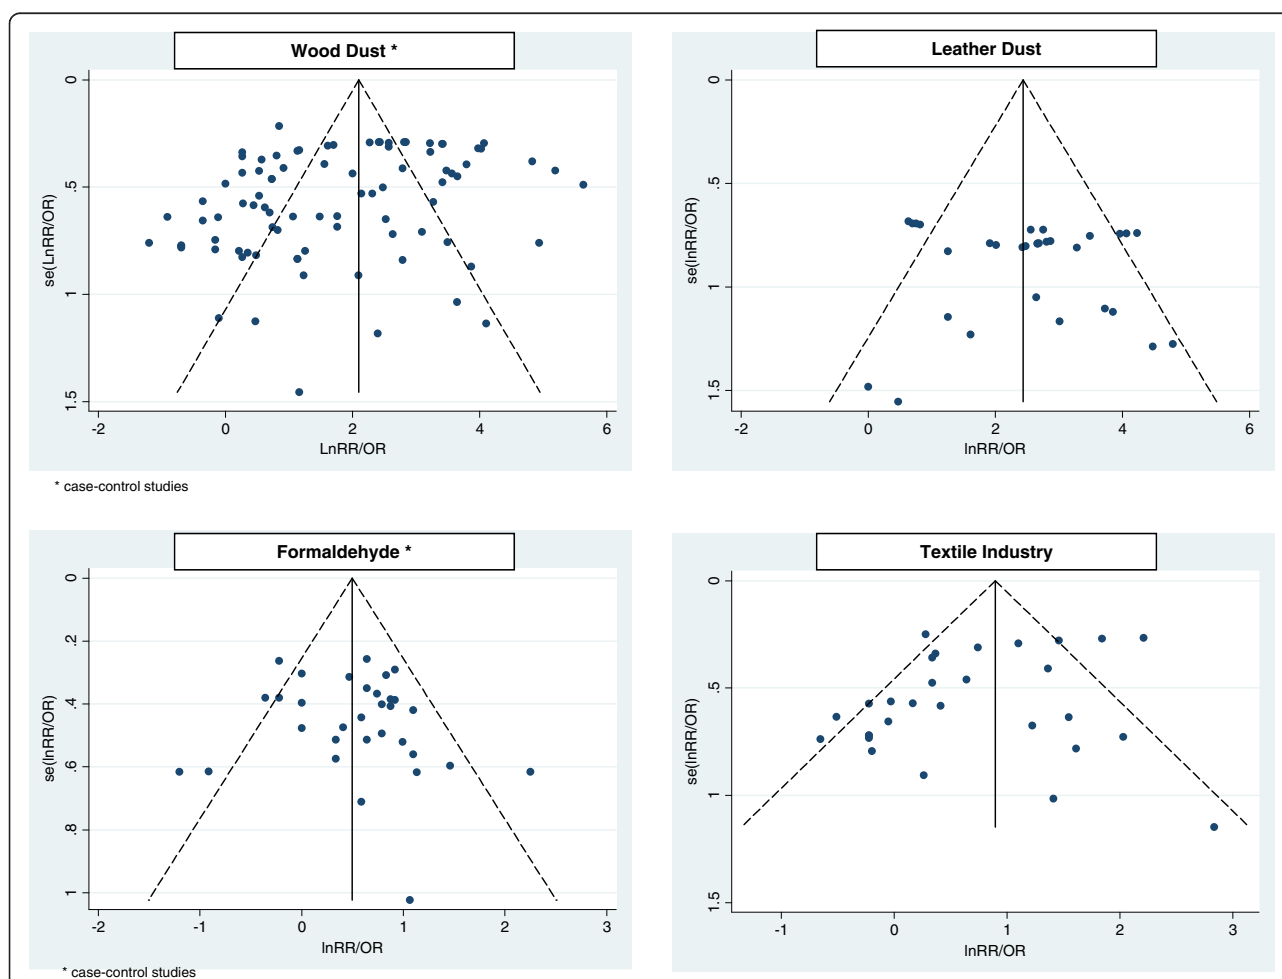 Wood Dust *
0
.5
1
1.5
se(LnRR/OR)
-2 0 2 4 6
LnRR/OR
* case-control studies
Leather Dust
0
.5
1
1.5
se(lnRR/OR)
-2 0 2 4 6
lnRR/OR
Formaldehyde *
0
.2
.4
.6
.8
1
se(lnRR/OR)
-2 -1 0 1 2 3
lnRR/OR
* case-control studies
Textile Industry
0
.5
1
1.5
se(lnRR/OR)
-1 0 1 2 3
lnRR/OR